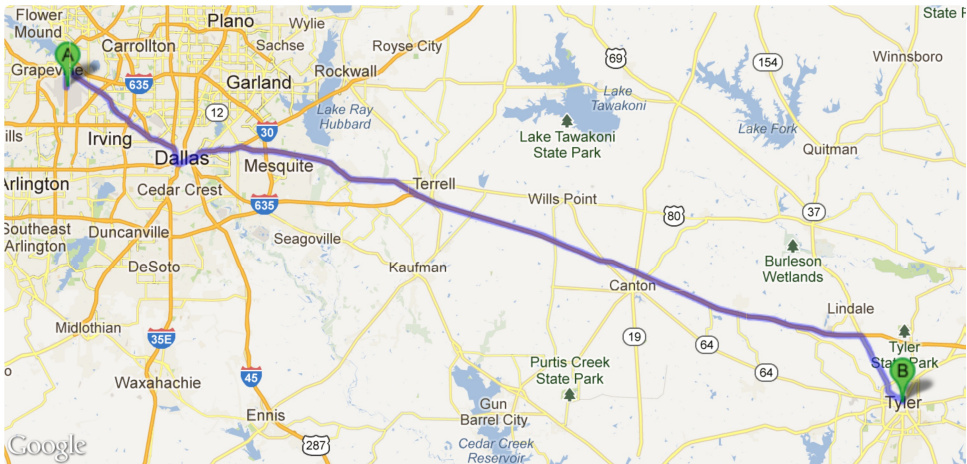 Flower
Mound
Plano
Wylie
State
Carrollton
Sachse
Royse City
A
Grapevine
69
154
Winnsboro
635
Garland
Rockwall
12
Lake Ray
Hubbard
Lake
Tawakoni
Lake Fork
ills
Irving
30
Lake Tawakoni
State Park
Quitman
Dallas
Mesquite
Arlington
Cedar Crest
Terrell
Wills Point
635
80
37
Southeast
Arlington
Duncanville
Seagoville
Burleson
Wetlands
DeSoto
Kaufman
Canton
Lindale
Midlothian
35E
19
64
Tyler
State Park
Purtis Creek
State Park
64
B
Waxahachie
45
Gun
Barrel City
Tyler
Ennis
287
Cedar Creek
Reservoir
Google